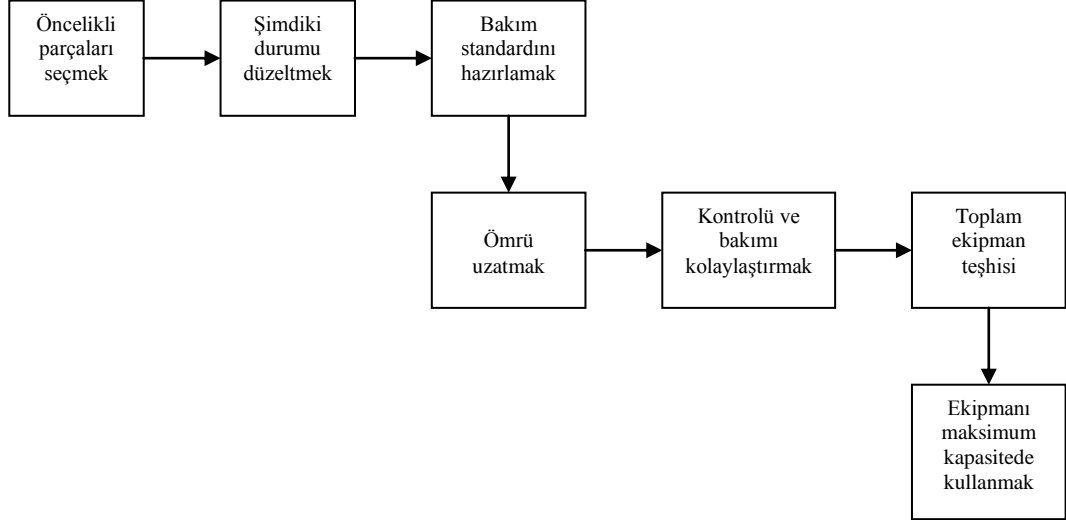 Öncelikli
parçaları
seçmek
Şimdiki
durumu
düzeltmek
Bakım
standardını
hazırlamak
Ömrü
uzatmak
Kontrolü ve
bakımı
kolaylaştırmak
Toplam
ekipman
teşhisi
Ekipmanı
maksimum
kapasitede
kullanmak